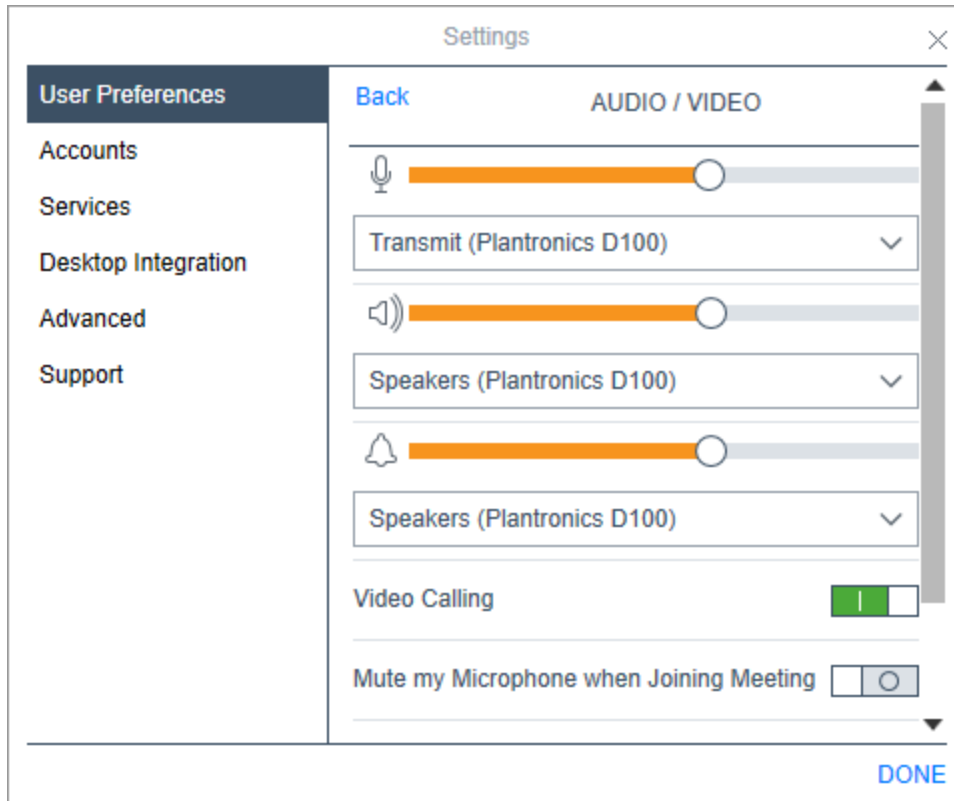 Settings
User Preferences
Back
AUDIO / VIDEO
Accounts
Services
Desktop Integration
Advanced
Support
Transmit (Plantronics D100)
Speakers (Plantronics D100)
Speakers (Plantronics D100)
Video Calling
Mute my Microphone when Joining Meeting
DONE